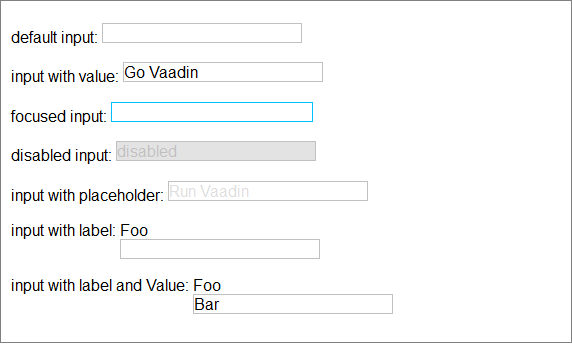 default input:
input with value: Go Vaadin
focused input:
disabled input: disabled
input with placeholder: Run Vaadin
input with label: Foo
input with label and Value: Foo
Bar